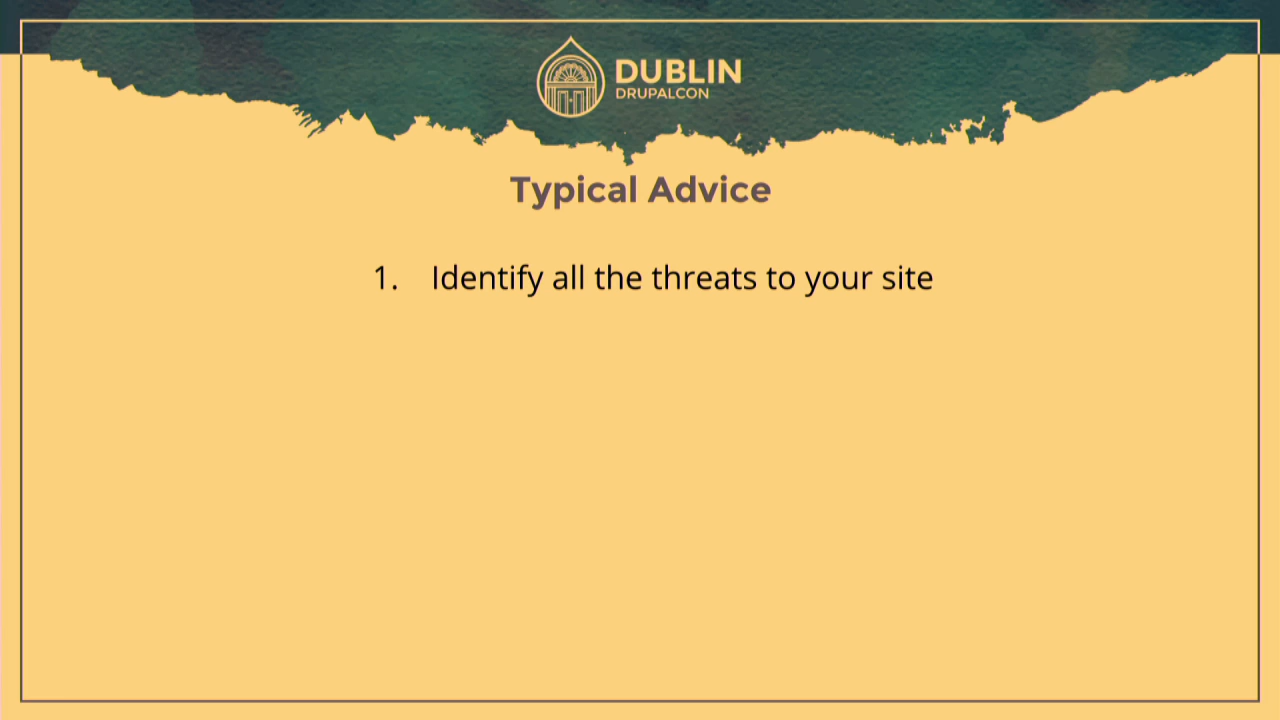 DUBLIN
DRUPALCON
Typical Advice
1. Identify all the threats to your site